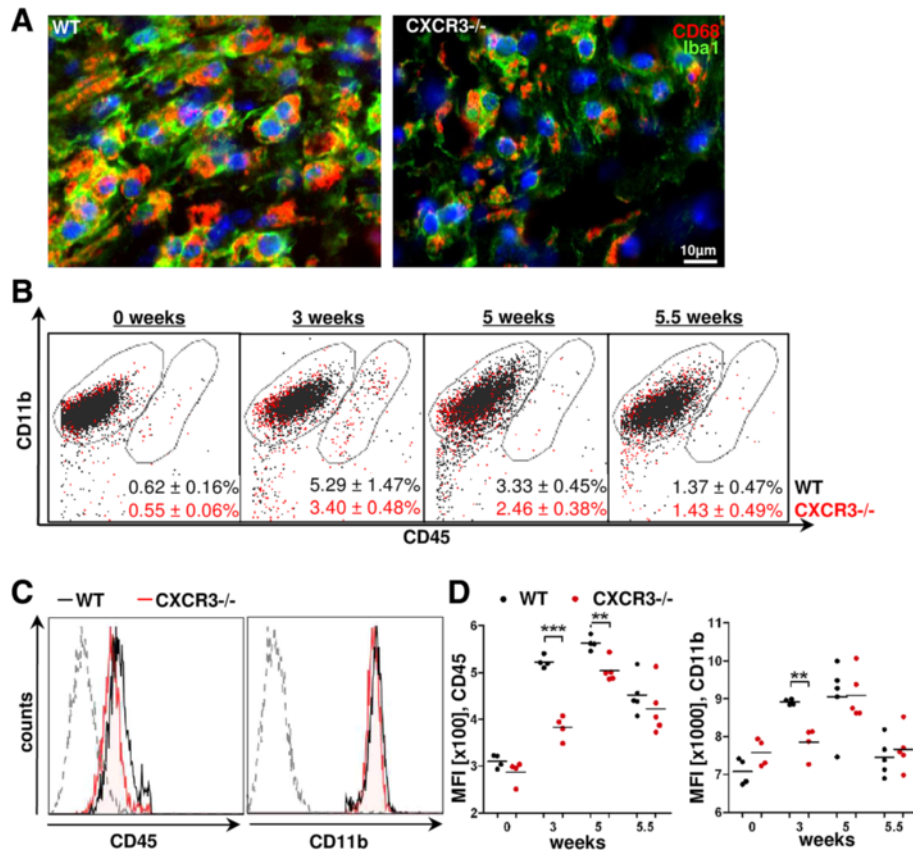 A
WT
CXCR3-/-
CD68
Iba1
10μm
B
0 weeks
3 weeks
5 weeks
5.5 weeks
CD11b
0.62 ± 0.16%
5.29 ± 1.47%
3.33 ± 0.45%
1.37 ± 0.47%
WT
0.55 ± 0.06%
3.40 ± 0.48%
2.46 ± 0.38%
1.43 ± 0.49%
CXCR3-/-
CD45
C
WT
CXCR3-/-
counts
CD45
CD11b
D
WT
CXCR3-/-
MFI [x100], CD45
6
5
4
3
2
***
**
0
3
5
5.5
weeks
MFI [x1000], CD11b
11
10
9
8
7
6
**
0
3
5
5.5
weeks